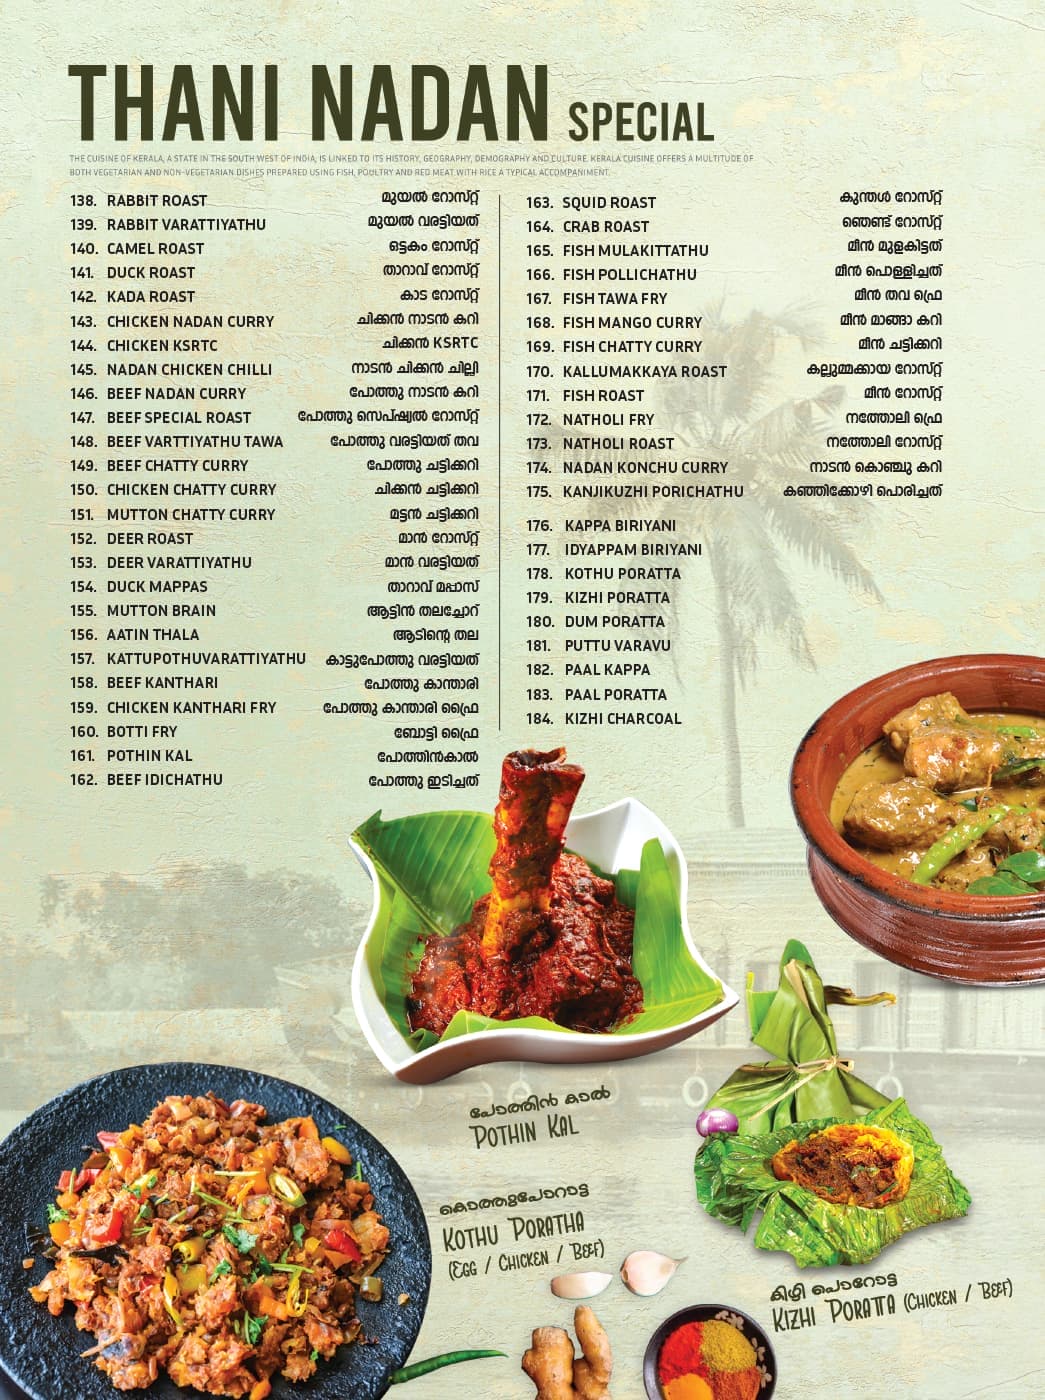 THANI NADAN SPECIAL
THE CUISINE OF KERALA, A STATE IN THE SOUTH WEST OF INDIA, IS LINKED TO ITS HISTORY, GEOGRAPHY, DEMOGRAPHY AND CULTURE. KERALA CUISINE OFFERS A MULTITUDE OF
BOTH VEGETARIAN AND NON-VEGETARIAN DISHES PREPARED USING FISH, POULTRY AND RED MEAT WITH RICE A TYPICAL ACCOMPANIMENT.
138. RABBIT ROAST മുയൽ റോസ്റ്റ്
139. RABBIT VARATTIYATHU മുയൽ വരട്ടിയത്
140. CAMEL ROAST ഒട്ടകം റോസ്റ്റ്
141. DUCK ROAST താറാവ് റോസ്റ്റ്
142. KADA ROAST കാട റോസ്റ്റ്
143. CHICKEN NADAN CURRY ചിക്കൻ നാടൻ കറി
144. CHICKEN KSRTC ചിക്കൻ KSRTC
145. NADAN CHICKEN CHILLI നാടൻ ചിക്കൻ ചില്ലി
146. BEEF NADAN CURRY പോത്തു നാടൻ കറി
147. BEEF SPECIAL ROAST പോത്തു സെപ്ഷ്യൽ റോസ്റ്റ്
148. BEEF VARTTIYATHU TAWA പോത്തു വരട്ടിയത് തവ
149. BEEF CHATTY CURRY പോത്തു ചട്ടിക്കറി
150. CHICKEN CHATTY CURRY ചിക്കൻ ചട്ടിക്കറി
151. MUTTON CHATTY CURRY മട്ടൻ ചട്ടിക്കറി
152. DEER ROAST മാൻ റോസ്റ്റ്
153. DEER VARATTIYATHU മാൻ വരട്ടിയത്
154. DUCK MAPPAS താറാവ് മപ്പാസ്
155. MUTTON BRAIN ആട്ടിൻ തലച്ചോറ്
156. AATIN THALA ആടിന്റെ തല
157. KATTUPOTHUVARATTIYATHU കാട്ടുപോത്തു വരട്ടിയത്
158. BEEF KANTHARI പോത്തു കാന്താരി
159. CHICKEN KANTHARI FRY പോത്തു കാന്താരി ഫ്രൈ
160. BOTTI FRY ബോട്ടി ഫ്രൈ
161. POTHIN KAL പോത്തിൻകാൽ
162. BEEF IDICHATHU പോത്തു ഇടിച്ചത്
163. SQUID ROAST കുന്തൾ റോസ്റ്റ്
164. CRAB ROAST ഞെണ്ട് റോസ്റ്റ്
165. FISH MULAKITTATHU മീൻ മുളകിട്ടത്
166. FISH POLLICHATHU മീൻ പൊള്ളിച്ചത്
167. FISH TAWA FRY മീൻ തവ ഫ്രെ
168. FISH MANGO CURRY മീൻ മാങ്ങാ കറി
169. FISH CHATTY CURRY മീൻ ചട്ടിക്കറി
170. KALLUMAKKAYA ROAST കല്ലുമ്മക്കായ റോസ്റ്റ്
171. FISH ROAST മീൻ റോസ്റ്റ്
172. NATHOLI FRY നത്തോലി ഫ്രെ
173. NATHOLI ROAST നത്തോലി റോസ്റ്റ്
174. NADAN KONCHU CURRY നാടൻ കൊഞ്ചു കറി
175. KANJIKUZHI PORICHATHU കഞ്ഞിക്കോഴി പൊരിച്ചത്
176. KAPPA BIRIYANI
177. IDYAPPAM BIRIYANI
178. KOTHU PORATTA
179. KIZHI PORATTA
180. DUM PORATTA
181. PUTTU VARAVU
182. PAAL KAPPA
183. PAAL PORATTA
184. KIZHI CHARCOAL
പോത്തിൻ കാൽ
POTHIN KAL
കൊത്തുപോറാട്ട
KOTHU PORATHA
(EGG / CHICKEN / BEEF)
കിഴി പൊറോട്ട
KIZHI PORATTA (CHICKEN / BEEF)